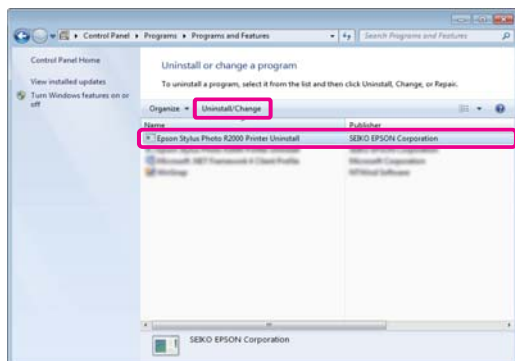 Control Panel ▸ Programs ▸ Programs and Features
Search Programs and Features
Control Panel Home
View installed updates
Turn Windows features on or off
Uninstall or change a program
To uninstall a program, select it from the list and then click Uninstall, Change, or Repair.
Organize
Uninstall/Change
Name
Publisher
Epson Stylus Photo R2000 Printer Uninstall
SEIKO EPSON Corporation
SEIKO EPSON Corporation